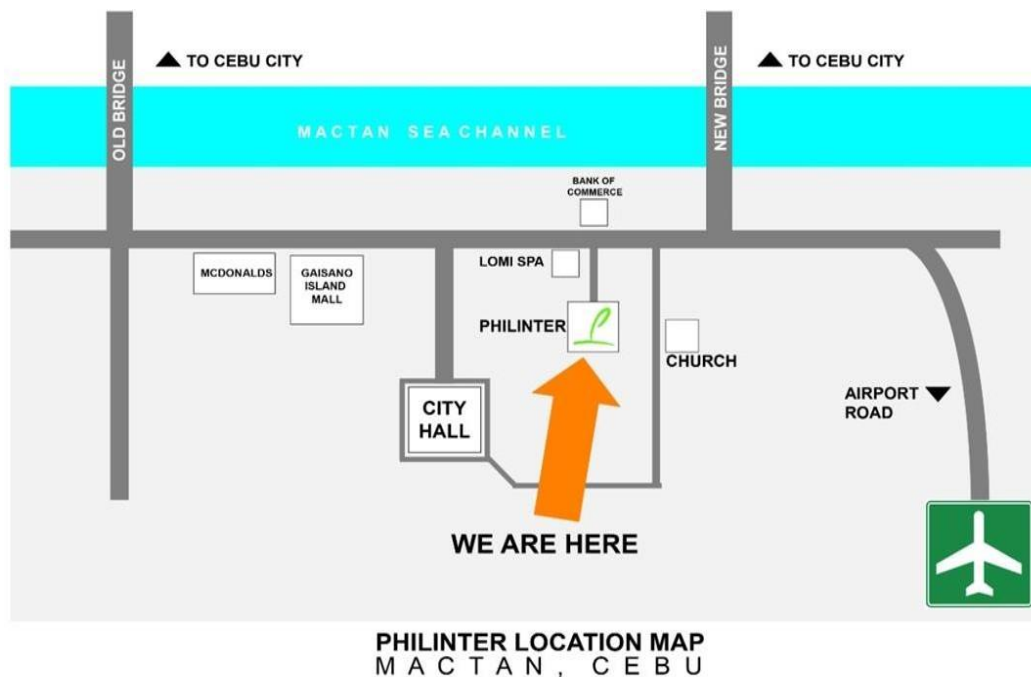 OLD BRIDGE
TO CEBU CITY
NEW BRIDGE
TO CEBU CITY
MACTAN SEA CHANNEL
BANK OF
COMMERCE
MCDONALDS
GAISANO
ISLAND
MALL
LOMI SPA
PHILINTER
CHURCH
CITY
HALL
AIRPORT
ROAD
WE ARE HERE
PHILINTER LOCATION MAP
MACTAN, CEBU